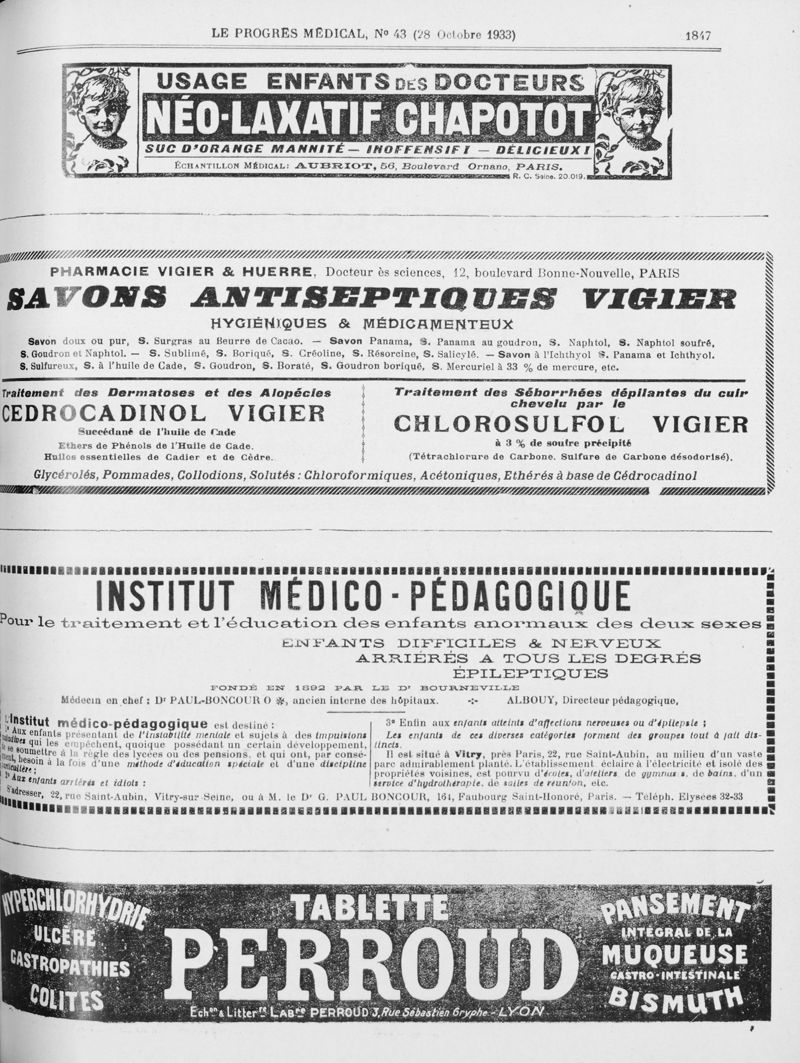 LE PROGRÈS MÉDICAL, Nº 43 (28 Octobre 1933)
1847
USAGE ENFANTS DES DOCTEURS
NÉO-LAXATIF CHAPOTOT
SUC D'ORANGE MANNITÉ — INOFFENSIF! — DÉLICIEUX!
ÉCHANTILLON MÉDICAL: AUBRIOT, 56, Boulevard Ornano, PARIS.
R. C. Seine. 20.019.
PHARMACIE VIGIER & HUERRE, Docteur ès sciences, 12, boulevard Bonne-Nouvelle, PARIS
SAVONS ANTISEPTIQUES VIGIER
HYGIÉNIQUES & MÉDICAMENTEUX
Savon doux ou pur, S. Surgras au Beurre de Cacao. — Savon Panama, S. Panama au goudron, S. Naphtol, S. Naphtol soufré,
S. Goudron et Naphtol. — S. Sublimé, S. Boriqué, S. Créoline, S. Résorcine, S. Salicylé. — Savon à l'Ichthyol S. Panama et Ichthyol.
S. Sulfureux, S. à l'huile de Cade, S. Goudron, S. Boraté, S. Goudron boriqué, S. Mercuriel à 33 % de mercure, etc.
Traitement des Dermatoses et des Alopécies
CEDROCADINOL VIGIER
Succédané de l'huile de Cade
Ethers de Phénols de l'Huile de Cade.
Huiles essentielles de Cadier et de Cèdre.
Traitement des Séborrhées dépilantes du cuir
chevelu par le
CHLOROSULFOL VIGIER
à 3 % de soufre précipité
(Tétrachlorure de Carbone, Sulfure de Carbone désodorisé).
Glycérolés, Pommades, Collodions, Solutés : Chloroformiques, Acétoniques, Ethérés à base de Cédrocadinol
INSTITUT MÉDICO-PÉDAGOGIQUE
Pour le traitement et l'éducation des enfants anormaux des deux sexes
ENFANTS DIFFICILES & NERVEUX
ARRIÉRÉS A TOUS LES DEGRÉS
ÉPILEPTIQUES
FONDÉ EN 1892 PAR LE Dr BOURNEVILLE
Médecin en chef : Dr PAUL-BONCOUR O ✻, ancien interne des hôpitaux. -:- ALBOUY, Directeur pédagogique,
L'Institut médico-pédagogique est destiné :
1º Aux enfants présentant de l'instabilité mentale et sujets à des impulsions
maladives qui les empêchent, quoique possédant un certain développement,
de se soumettre à la règle des lycées ou des pensions, et qui ont, par consé-
quent, besoin à la fois d'une méthode d'éducation spéciale et d'une discipline
particulière ;
2º Aux enfants arriérés et idiots :
3º Enfin aux enfants atteints d'affections nerveuses ou d'épilepsie ;
Les enfants de ces diverses catégories forment des groupes tout à fait dis-
tincts.
Il est situé à Vitry, près Paris, 22, rue Saint-Aubin, au milieu d'un vaste
parc admirablement planté. L'établissement éclairé à l'électricité et isolé des
propriétés voisines, est pourvu d'écoles, d'ateliers, de gymnas s, de bains, d'un
service d'hydrothérapie, de salles de réunion, etc.
S'adresser, 22, rue Saint-Aubin, Vitry-sur-Seine, ou à M. le Dr G. PAUL BONCOUR, 164, Faubourg Saint-Honoré, Paris. — Téléph. Elysées 32-33
HYPERCHLORHYDRIE
ULCÈRE
GASTROPATHIES
COLITES
TABLETTE
PERROUD
Échons & Littérre LABres PERROUD 3, Rue Sébastien Gryphe - LYON
PANSEMENT
INTÉGRAL DE LA
MUQUEUSE
GASTRO-INTESTINALE
BISMUTH